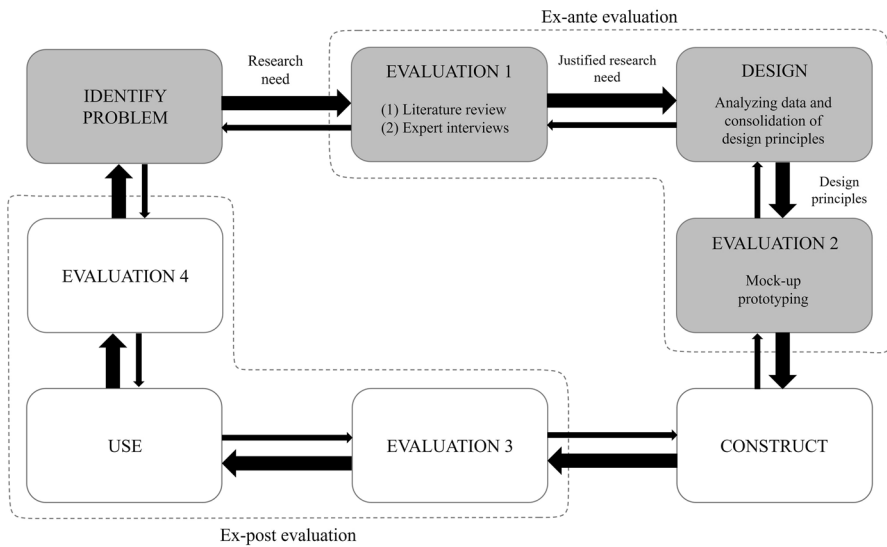 Ex-ante evaluation
IDENTIFY
PROBLEM
Research
need
EVALUATION 1
(1) Literature review
(2) Expert interviews
Justified research
need
DESIGN
Analyzing data and
consolidation of
design principles
Design
principles
EVALUATION 2
Mock-up
prototyping
EVALUATION 4
USE
EVALUATION 3
CONSTRUCT
Ex-post evaluation